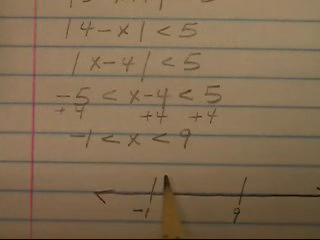 |4-x| < 5
|x-4| < 5
-5 < x-4 < 5
+4 +4 +4
-1 < x < 9
-1 9